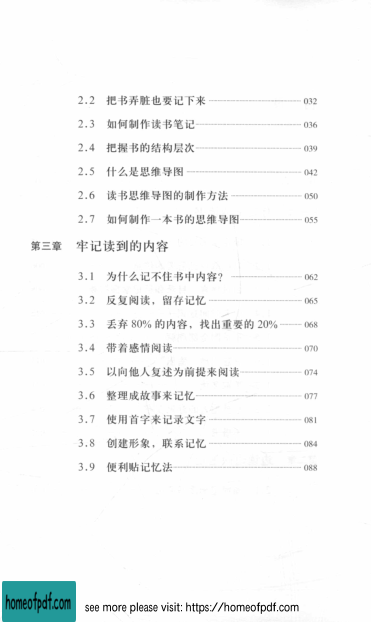 2.2 把书弄脏也要记下来 032
2.3 如何制作读书笔记 036
2.4 把握书的结构层次 039
2.5 什么是思维导图 042
2.6 读书思维导图的制作方法 050
2.7 如何制作一本书的思维导图 055
第三章 牢记读到的内容
3.1 为什么记不住书中内容? 062
3.2 反复阅读,留存记忆 065
3.3 丢弃 80% 的内容,找出重要的 20% 068
3.4 带着感情阅读 070
3.5 以向他人复述为前提来阅读 074
3.6 整理成故事来记忆 077
3.7 使用首字来记录文字 081
3.8 创建形象,联系记忆 084
3.9 便利贴记忆法 088
homeofpdf.com
see more please visit: https://homeofpdf.com